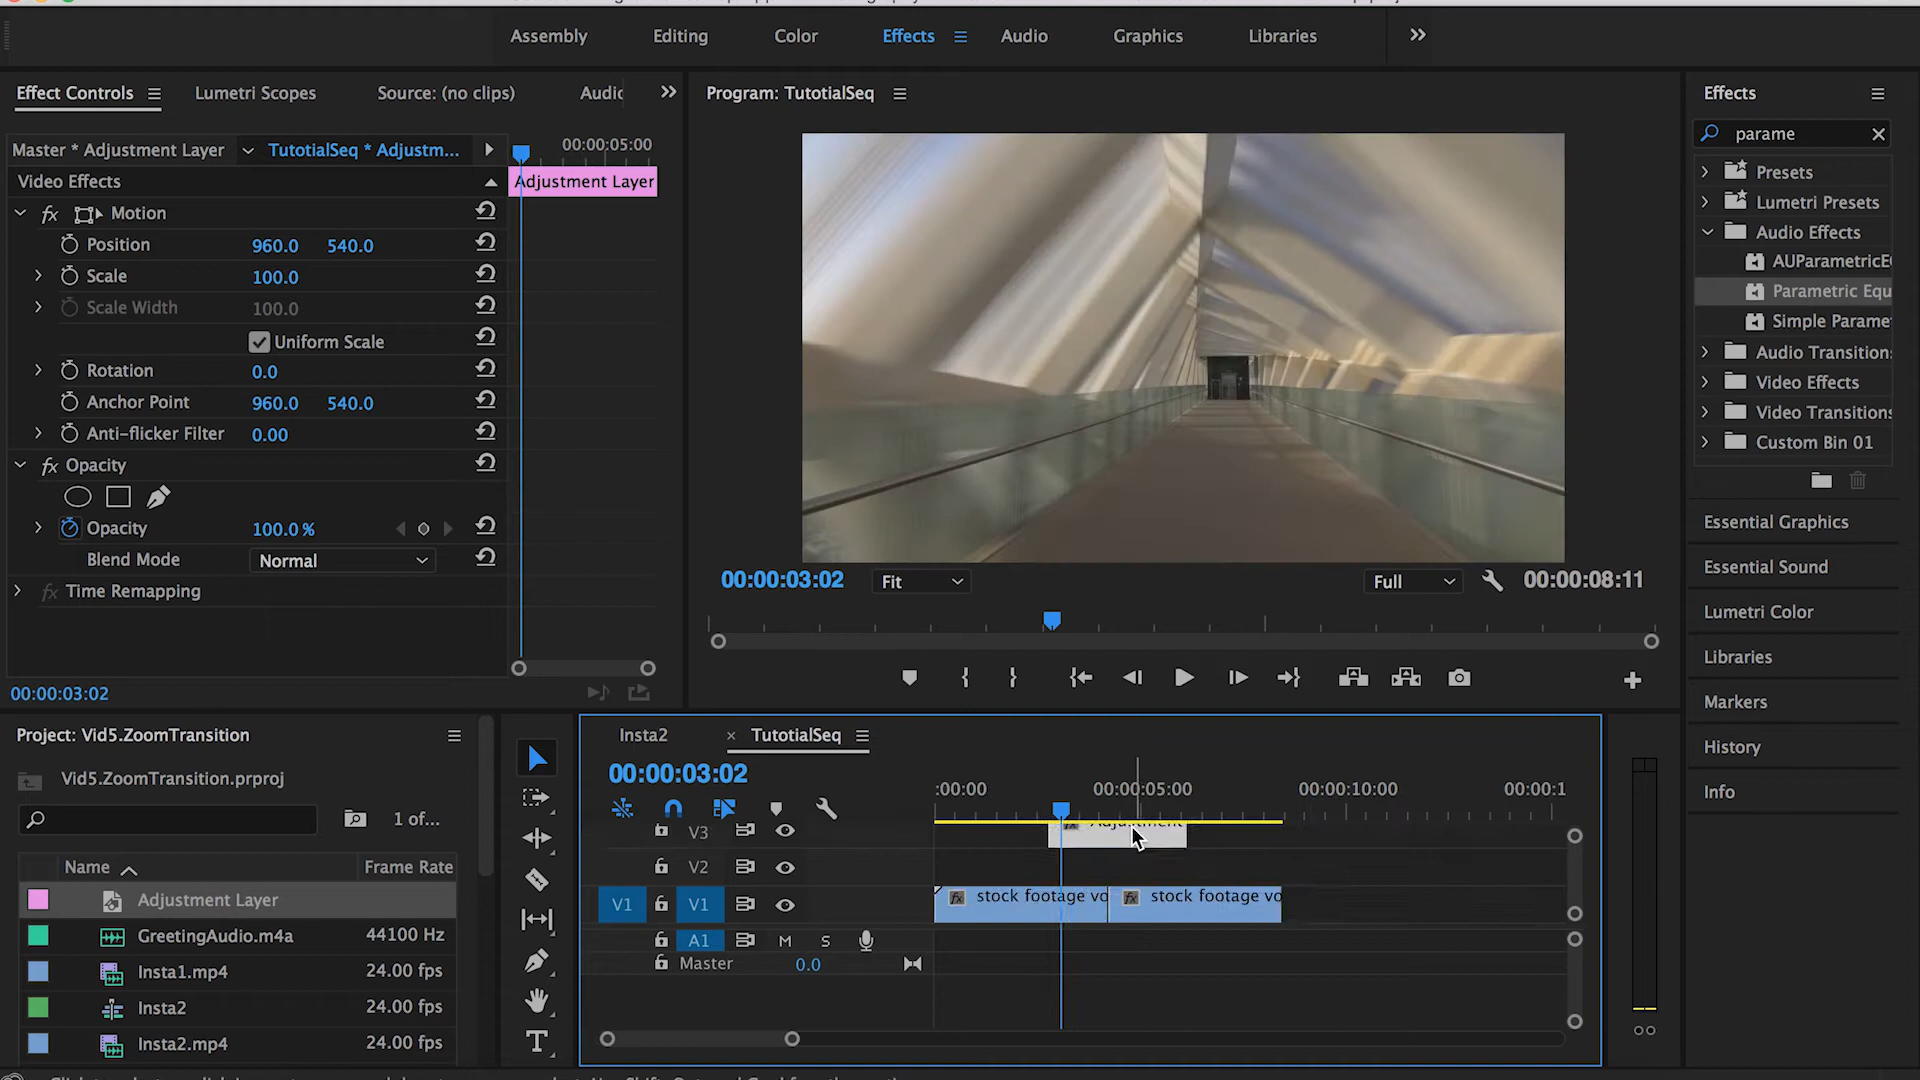 Assembly
Editing
Color
Effects
Audio
Graphics
Libraries
Effect Controls
Lumetri Scopes
Source: (no clips)
Audio
Program: TutotialSeq
Effects
Master * Adjustment Layer
TutotialSeq * Adjustm...
00:00:05:00
parame
Video Effects
Adjustment Layer
Presets
Motion
Lumetri Presets
Position
960.0
540.0
Audio Effects
Scale
100.0
AUParametricE
Scale Width
100.0
Parametric Equ
Uniform Scale
Simple Parame
Rotation
0.0
Audio Transition
Anchor Point
960.0
540.0
Video Effects
Anti-flicker Filter
0.00
Video Transitions
fx Opacity
Custom Bin 01
Opacity
100.0 %
Blend Mode
Normal
fx Time Remapping
00:00:03:02
Fit
Full
00:00:08:11
Essential Graphics
Essential Sound
Lumetri Color
Libraries
Markers
History
Info
00:00:03:02
Project: Vid5.ZoomTransition
Vid5.ZoomTransition.prproj
1 of...
Name
Frame Rate
Adjustment Layer
GreetingAudio.m4a
44100 Hz
Insta1.mp4
24.00 fps
Insta2
24.00 fps
Insta2.mp4
24.00 fps
Insta2
TutotialSeq
00:00:03:02
:00:00
00:00:05:00
00:00:10:00
00:00:1
V3
fx Adjustment
V2
V1
V1
fx stock footage vo
fx stock footage vo
A1
M
S
Master
0.0